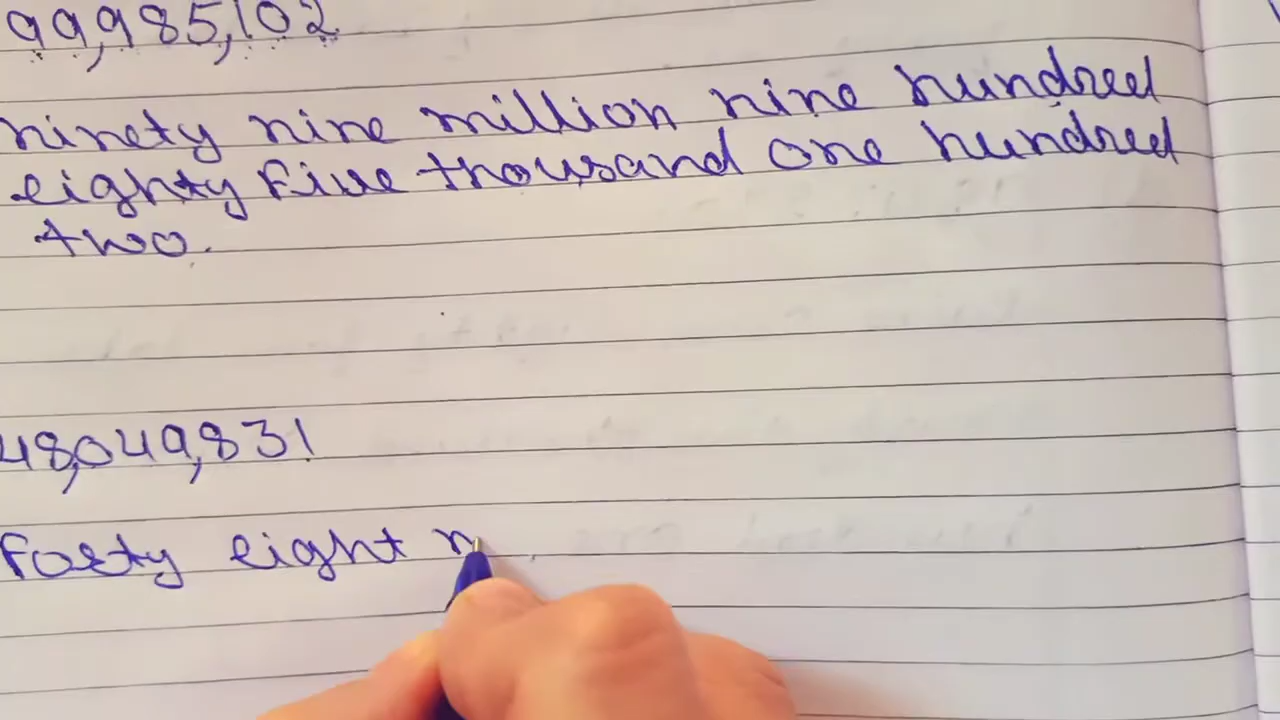 99,985,102
ninety nine million nine hundred
eighty five thousand one hundred
two.
48,049,831
Forty eight m